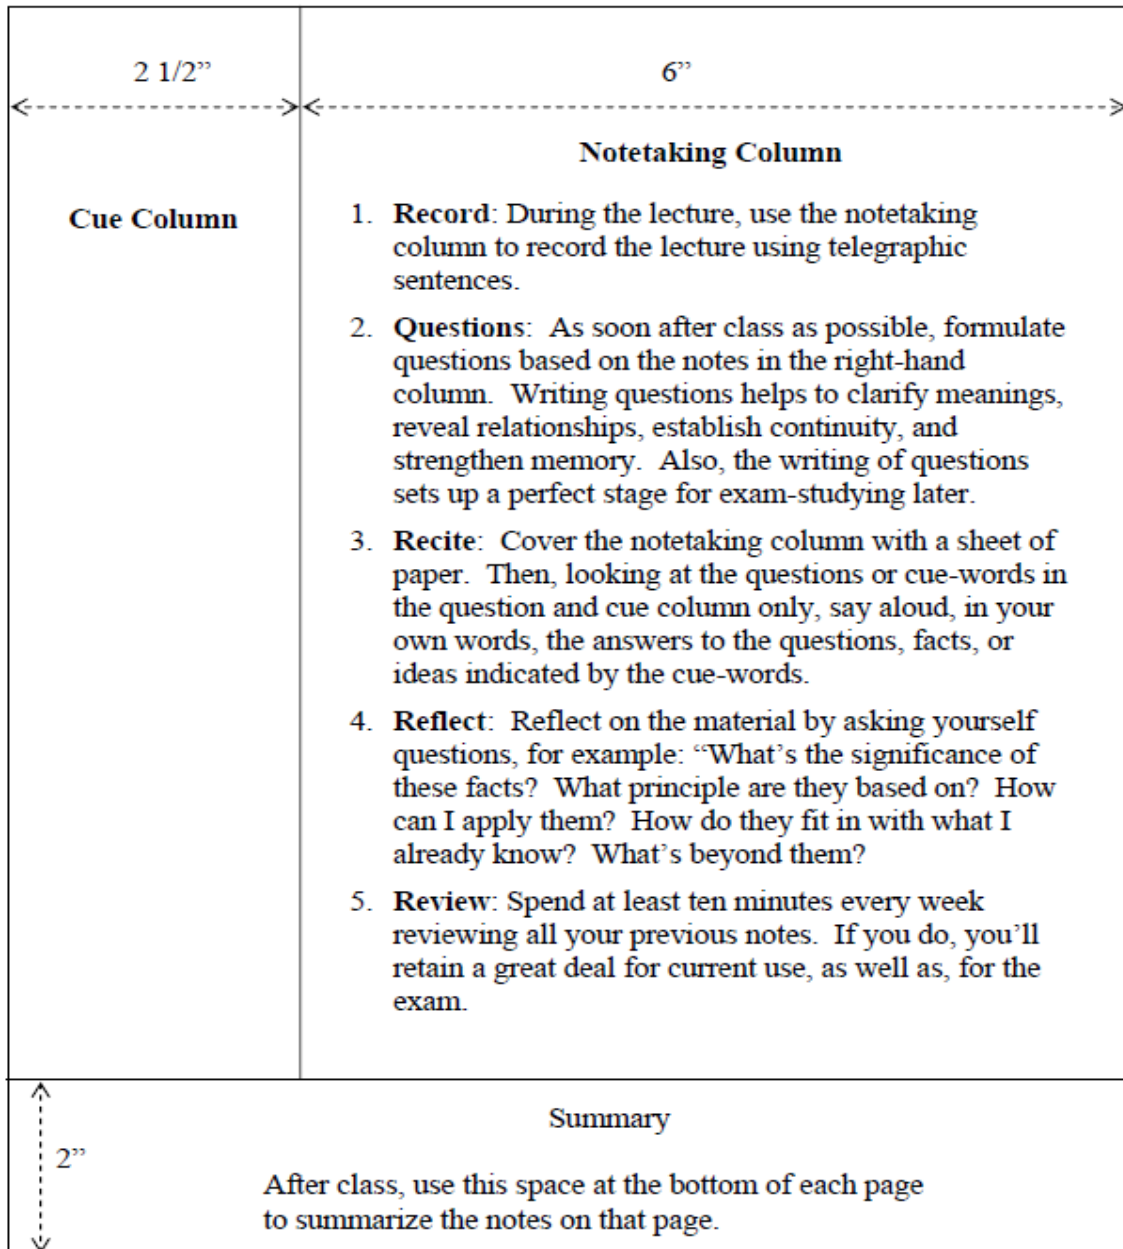 2 1/2”
6”
Notetaking Column
Cue Column
1. Record: During the lecture, use the notetaking
column to record the lecture using telegraphic
sentences.
2. Questions:  As soon after class as possible, formulate
questions based on the notes in the right-hand
column.  Writing questions helps to clarify meanings,
reveal relationships, establish continuity, and
strengthen memory.  Also, the writing of questions
sets up a perfect stage for exam-studying later.
3. Recite:  Cover the notetaking column with a sheet of
paper.  Then, looking at the questions or cue-words in
the question and cue column only, say aloud, in your
own words, the answers to the questions, facts, or
ideas indicated by the cue-words.
4. Reflect:  Reflect on the material by asking yourself
questions, for example: “What’s the significance of
these facts?  What principle are they based on?  How
can I apply them?  How do they fit in with what I
already know?  What’s beyond them?
5. Review: Spend at least ten minutes every week
reviewing all your previous notes.  If you do, you’ll
retain a great deal for current use, as well as, for the
exam.
Summary
2”
After class, use this space at the bottom of each page
to summarize the notes on that page.